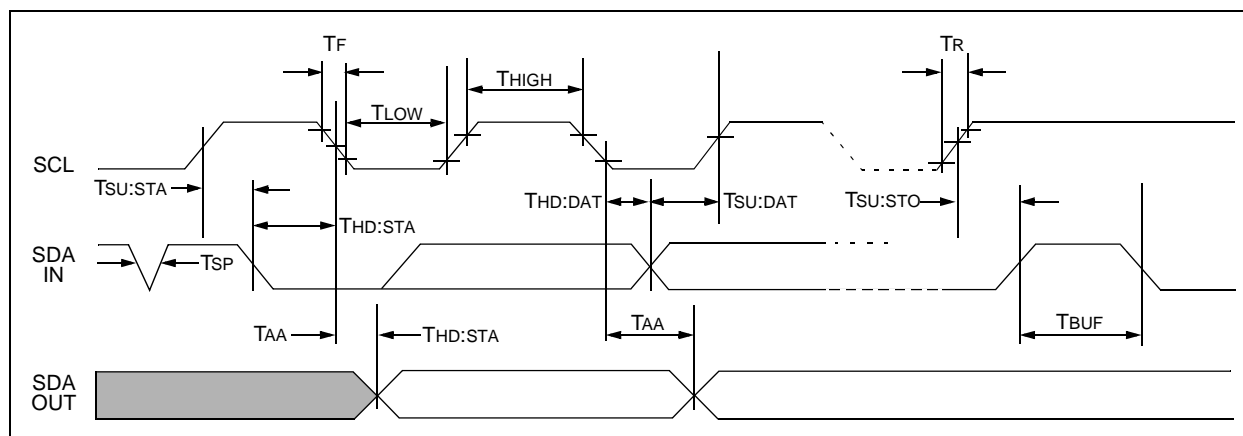 TF
TR
THIGH
TLOW
SCL
TSU:STA
THD:DAT
TSU:DAT
TSU:STO
THD:STA
SDA
IN
TSP
TAA
THD:STA
TAA
TBUF
SDA
OUT